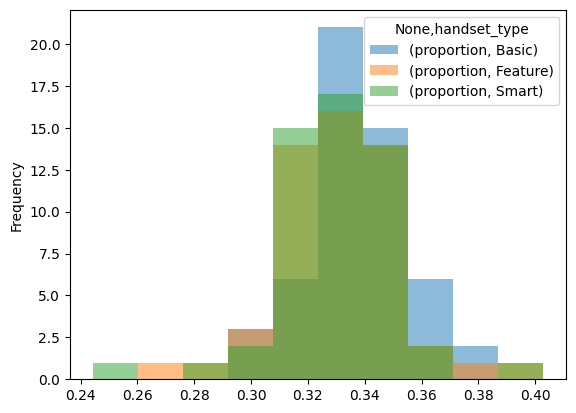 None,handset_type
(proportion, Basic)
(proportion, Feature)
(proportion, Smart)
Frequency
20.0
17.5
15.0
12.5
10.0
7.5
5.0
2.5
0.0
0.24 0.26 0.28 0.30 0.32 0.34 0.36 0.38 0.40